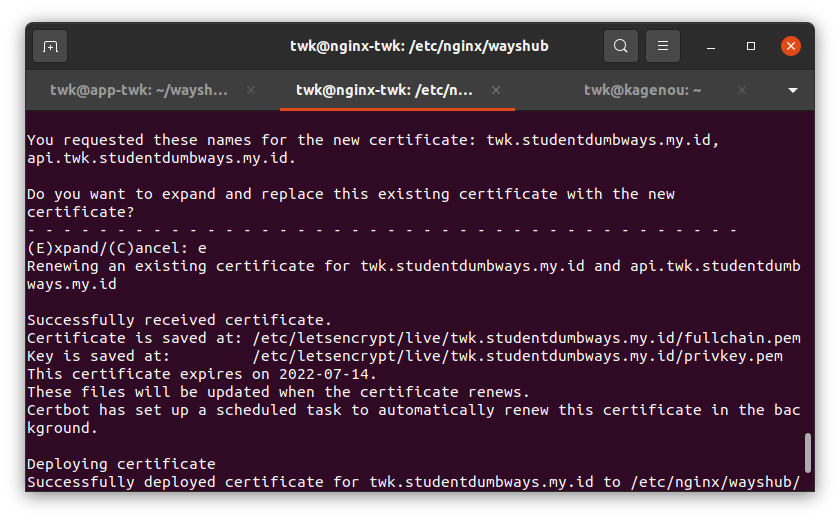 twk@nginx-twk: /etc/nginx/wayshub
twk@app-twk: ~/waysh...
twk@nginx-twk: /etc/n...
twk@kagenou: ~
You requested these names for the new certificate: twk.studentdumbways.my.id,
api.twk.studentdumbways.my.id.
Do you want to expand and replace this existing certificate with the new
certificate?
- - - - - - - - - - - - - - - - - - - - - - - - - - - - - - - - - - - - - - - -
(E)xpand/(C)ancel: e
Renewing an existing certificate for twk.studentdumbways.my.id and api.twk.studentdumb
ways.my.id
Successfully received certificate.
Certificate is saved at: /etc/letsencrypt/live/twk.studentdumbways.my.id/fullchain.pem
Key is saved at:         /etc/letsencrypt/live/twk.studentdumbways.my.id/privkey.pem
This certificate expires on 2022-07-14.
These files will be updated when the certificate renews.
Certbot has set up a scheduled task to automatically renew this certificate in the bac
kground.
Deploying certificate
Successfully deployed certificate for twk.studentdumbways.my.id to /etc/nginx/wayshub/